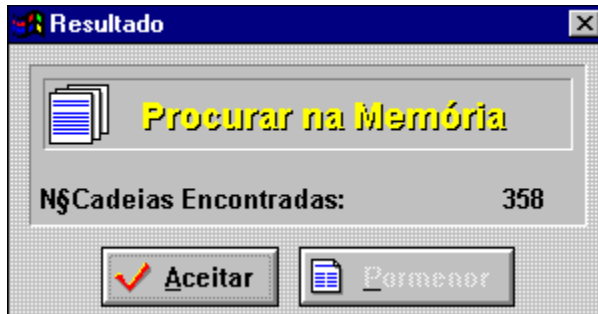 Resultado
Procurar na Memória
N§Cadeias Encontradas: 358
Aceitar Pormenor